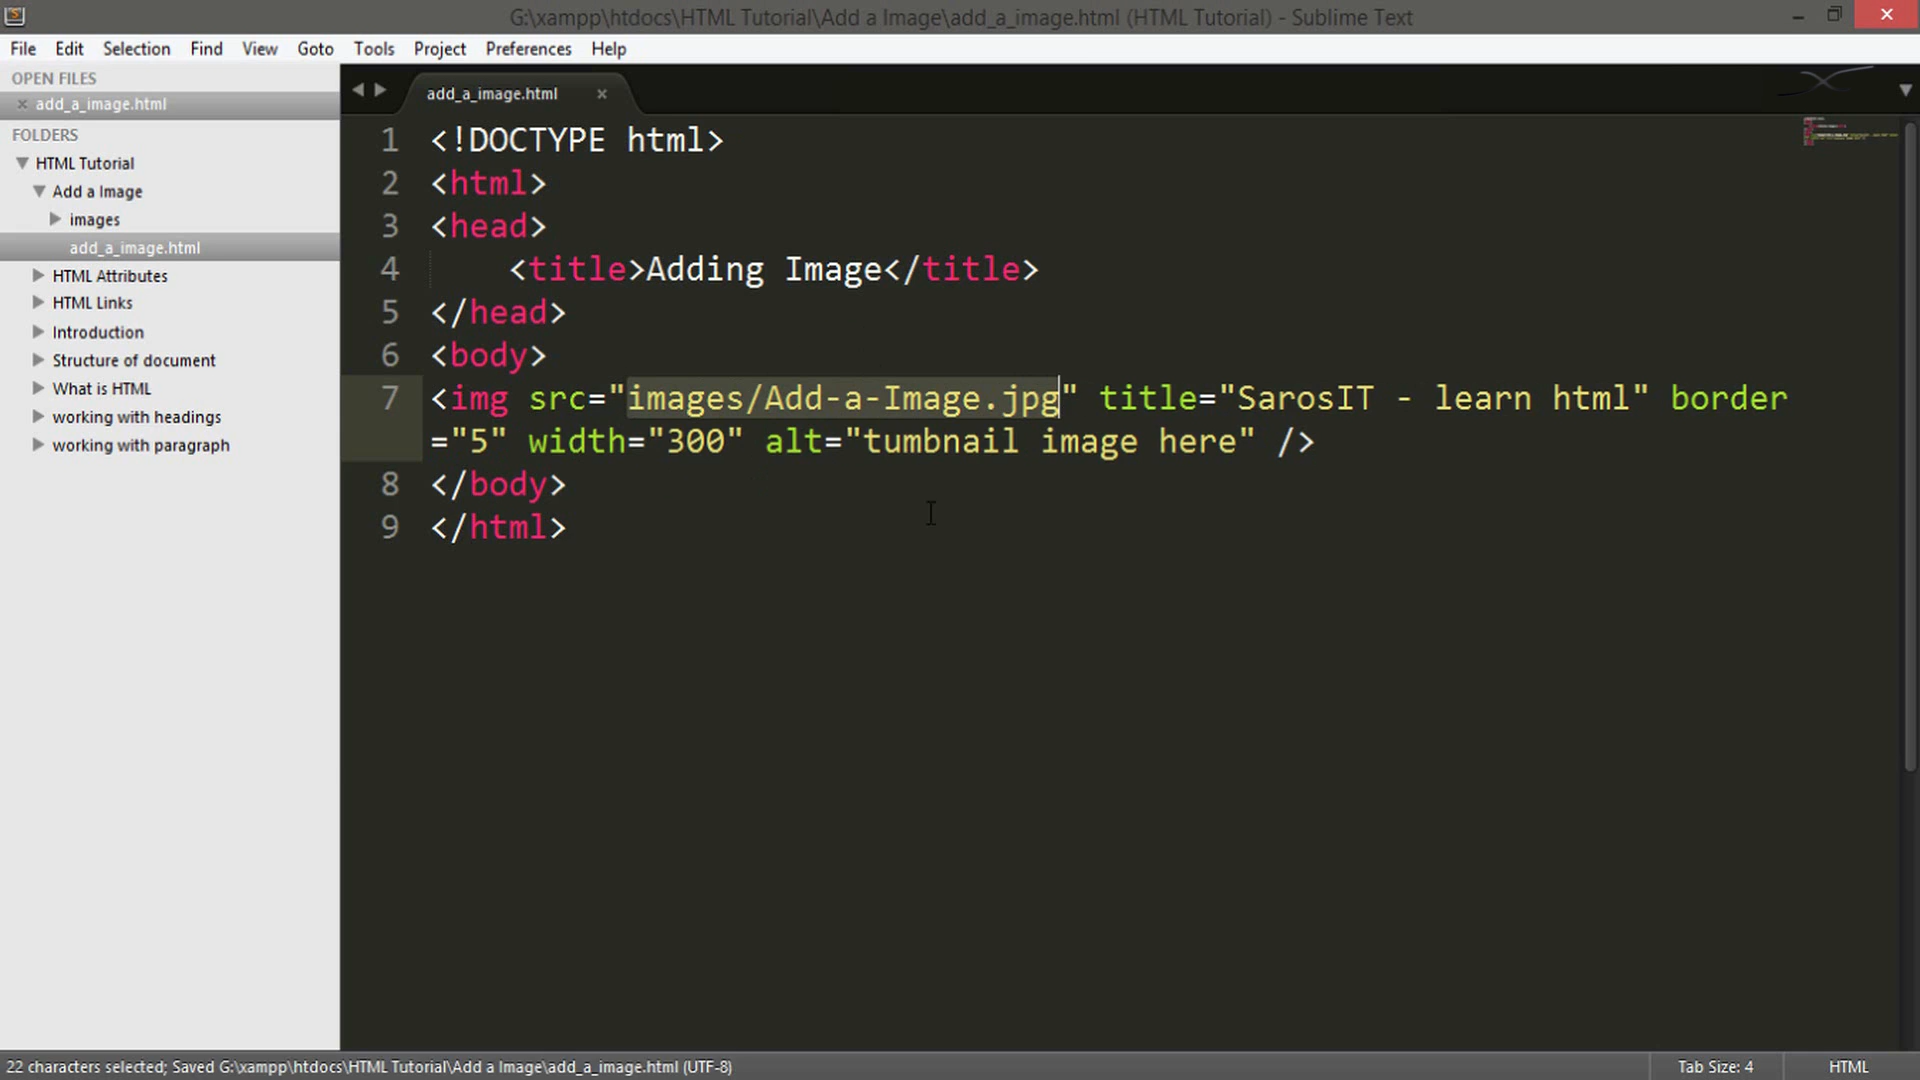 G:\xampp\htdocs\HTML Tutorial\Add a Image\add_a_image.html (HTML Tutorial) - Sublime Text
File Edit Selection Find View Goto Tools Project Preferences Help
OPEN FILES
add_a_image.html
FOLDERS
HTML Tutorial
Add a Image
images
add_a_image.html
HTML Attributes
HTML Links
Introduction
Structure of document
What is HTML
working with headings
working with paragraph
add_a_image.html
1 <!DOCTYPE html>
2 <html>
3 <head>
4 <title>Adding Image</title>
5 </head>
6 <body>
7 <img src="images/Add-a-Image.jpg" title="SarosIT - learn html" border
="5" width="300" alt="tumbnail image here" />
8 </body>
9 </html>
22 characters selected; Saved G:\xampp\htdocs\HTML Tutorial\Add a Image\add_a_image.html (UTF-8)
Tab Size: 4
HTML